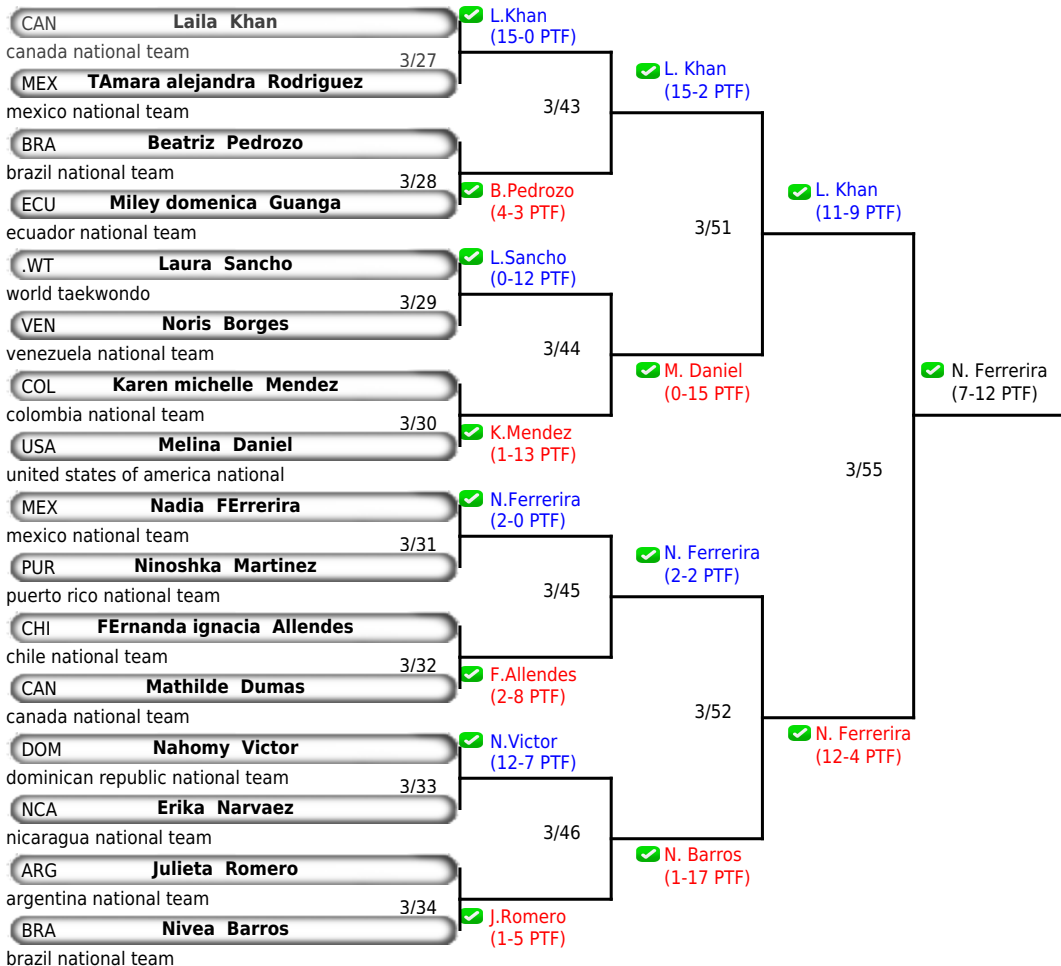 CAN Laila Khan
canada national team
3/27
MEX TAmara alejandra Rodriguez
mexico national team
BRA Beatriz Pedrozo
brazil national team
3/28
ECU Miley domenica Guanga
ecuador national team
.WT Laura Sancho
world taekwondo
3/29
VEN Noris Borges
venezuela national team
COL Karen michelle Mendez
colombia national team
3/30
USA Melina Daniel
united states of america national
MEX Nadia FErrerira
mexico national team
3/31
PUR Ninoshka Martinez
puerto rico national team
CHI FErnanda ignacia Allendes
chile national team
3/32
CAN Mathilde Dumas
canada national team
DOM Nahomy Victor
dominican republic national team
3/33
NCA Erika Narvaez
nicaragua national team
ARG Julieta Romero
argentina national team
3/34
BRA Nivea Barros
brazil national team
L.Khan
(15-0 PTF)
3/43
B.Pedrozo
(4-3 PTF)
L.Sancho
(0-12 PTF)
3/44
K.Mendez
(1-13 PTF)
N.Ferrerira
(2-0 PTF)
3/45
F.Allendes
(2-8 PTF)
N.Victor
(12-7 PTF)
3/46
J.Romero
(1-5 PTF)
L. Khan
(15-2 PTF)
3/51
M. Daniel
(0-15 PTF)
N. Ferrerira
(2-2 PTF)
3/52
N. Barros
(1-17 PTF)
L. Khan
(11-9 PTF)
3/55
N. Ferrerira
(12-4 PTF)
N. Ferrerira
(7-12 PTF)